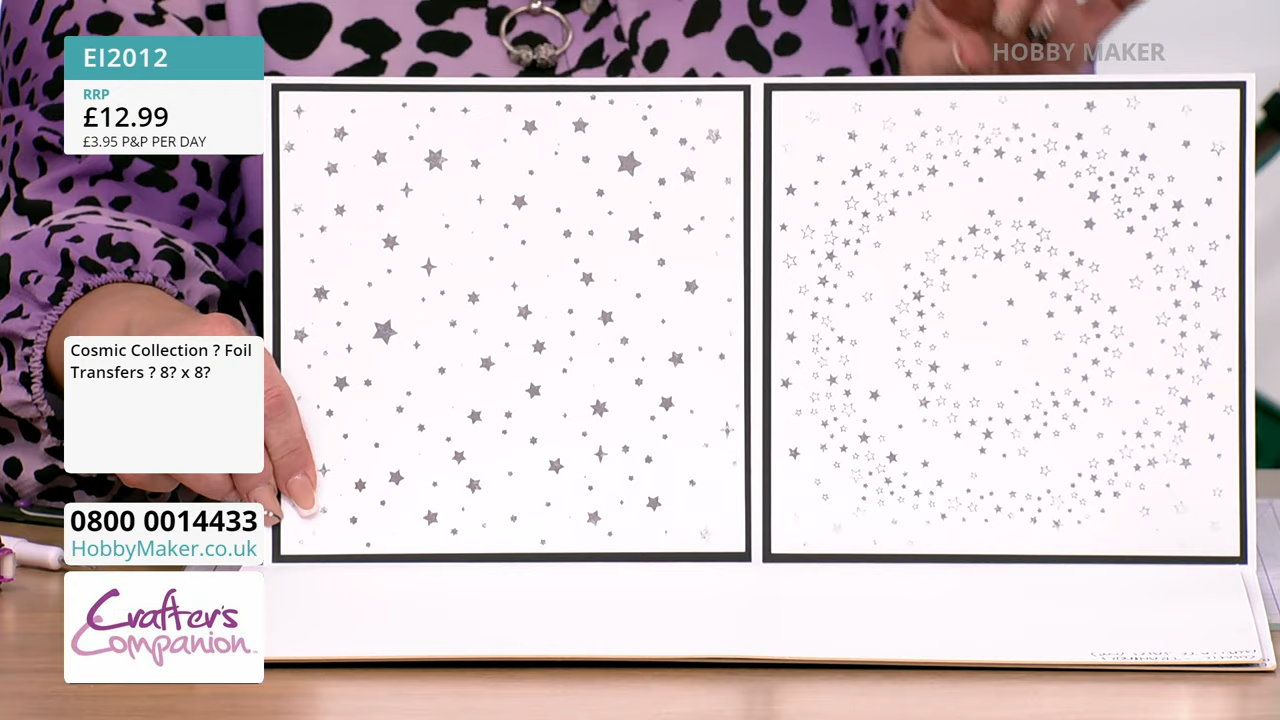 EI2012
RRP
£12.99
£3.95 P&P PER DAY
HOBBY MAKER
Cosmic Collection ? Foil
Transfers ? 8? x 8?
0800 0014433
HobbyMaker.co.uk
Crafter's
Companion